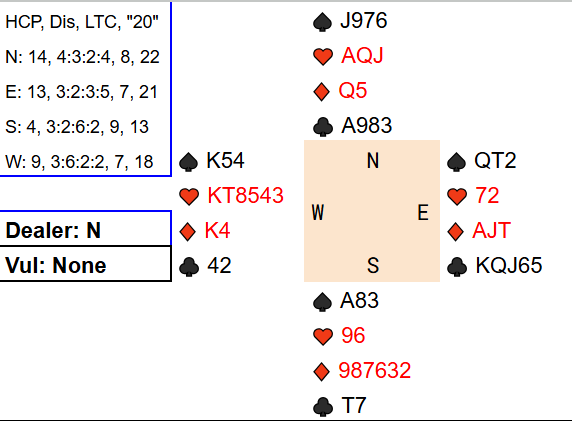 HCP, Dis, LTC, "20"
N: 14, 4:3:2:4, 8, 22
E: 13, 3:2:3:5, 7, 21
S: 4, 3:2:6:2, 9, 13
W: 9, 3:6:2:2, 7, 18
Dealer: N
Vul: None
♠ J976
♥ AQJ
♦ Q5
♣ A983
♠ K54
♥ KT8543
♦ K4
♣ 42
N
W E
S
♠ QT2
♥ 72
♦ AJT
♣ KQJ65
♠ A83
♥ 96
♦ 987632
♣ T7